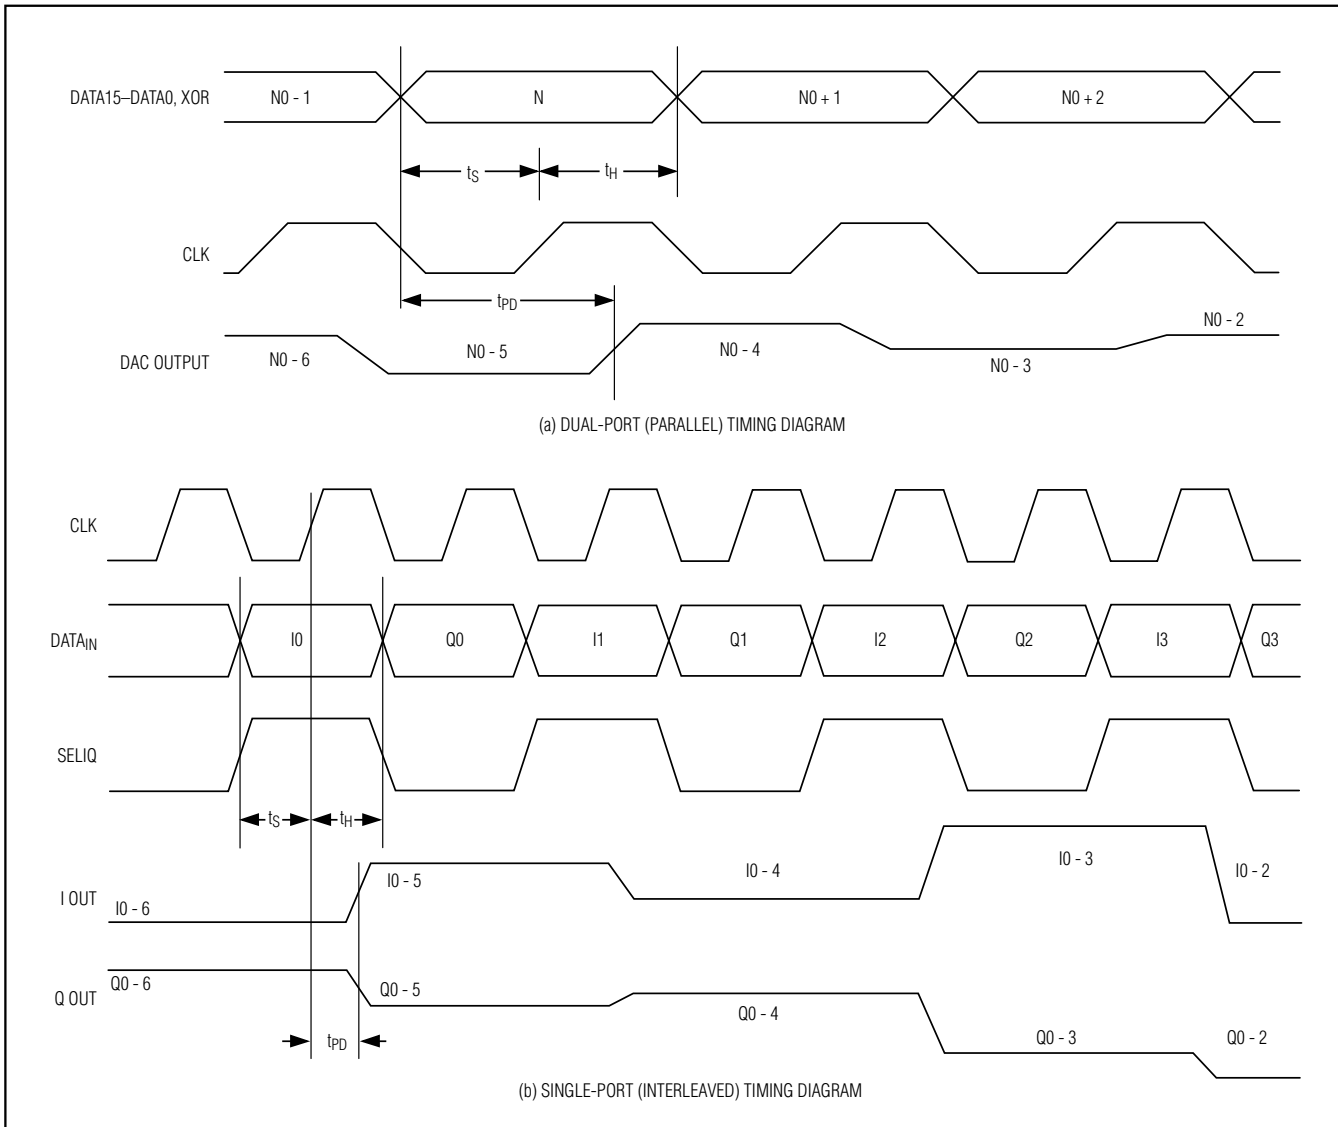 DATA15–DATA0, XOR
N0 - 1
N
N0 + 1
N0 + 2
tS
tH
CLK
tPD
DAC OUTPUT
N0 - 6
N0 - 5
N0 - 4
N0 - 3
N0 - 2
(a) DUAL-PORT (PARALLEL) TIMING DIAGRAM
CLK
DATAIN
I0
Q0
I1
Q1
I2
Q2
I3
Q3
SELIQ
tS
tH
I OUT
I0 - 6
I0 - 5
I0 - 4
I0 - 3
I0 - 2
Q OUT
Q0 - 6
Q0 - 5
Q0 - 4
Q0 - 3
Q0 - 2
tPD
(b) SINGLE-PORT (INTERLEAVED) TIMING DIAGRAM